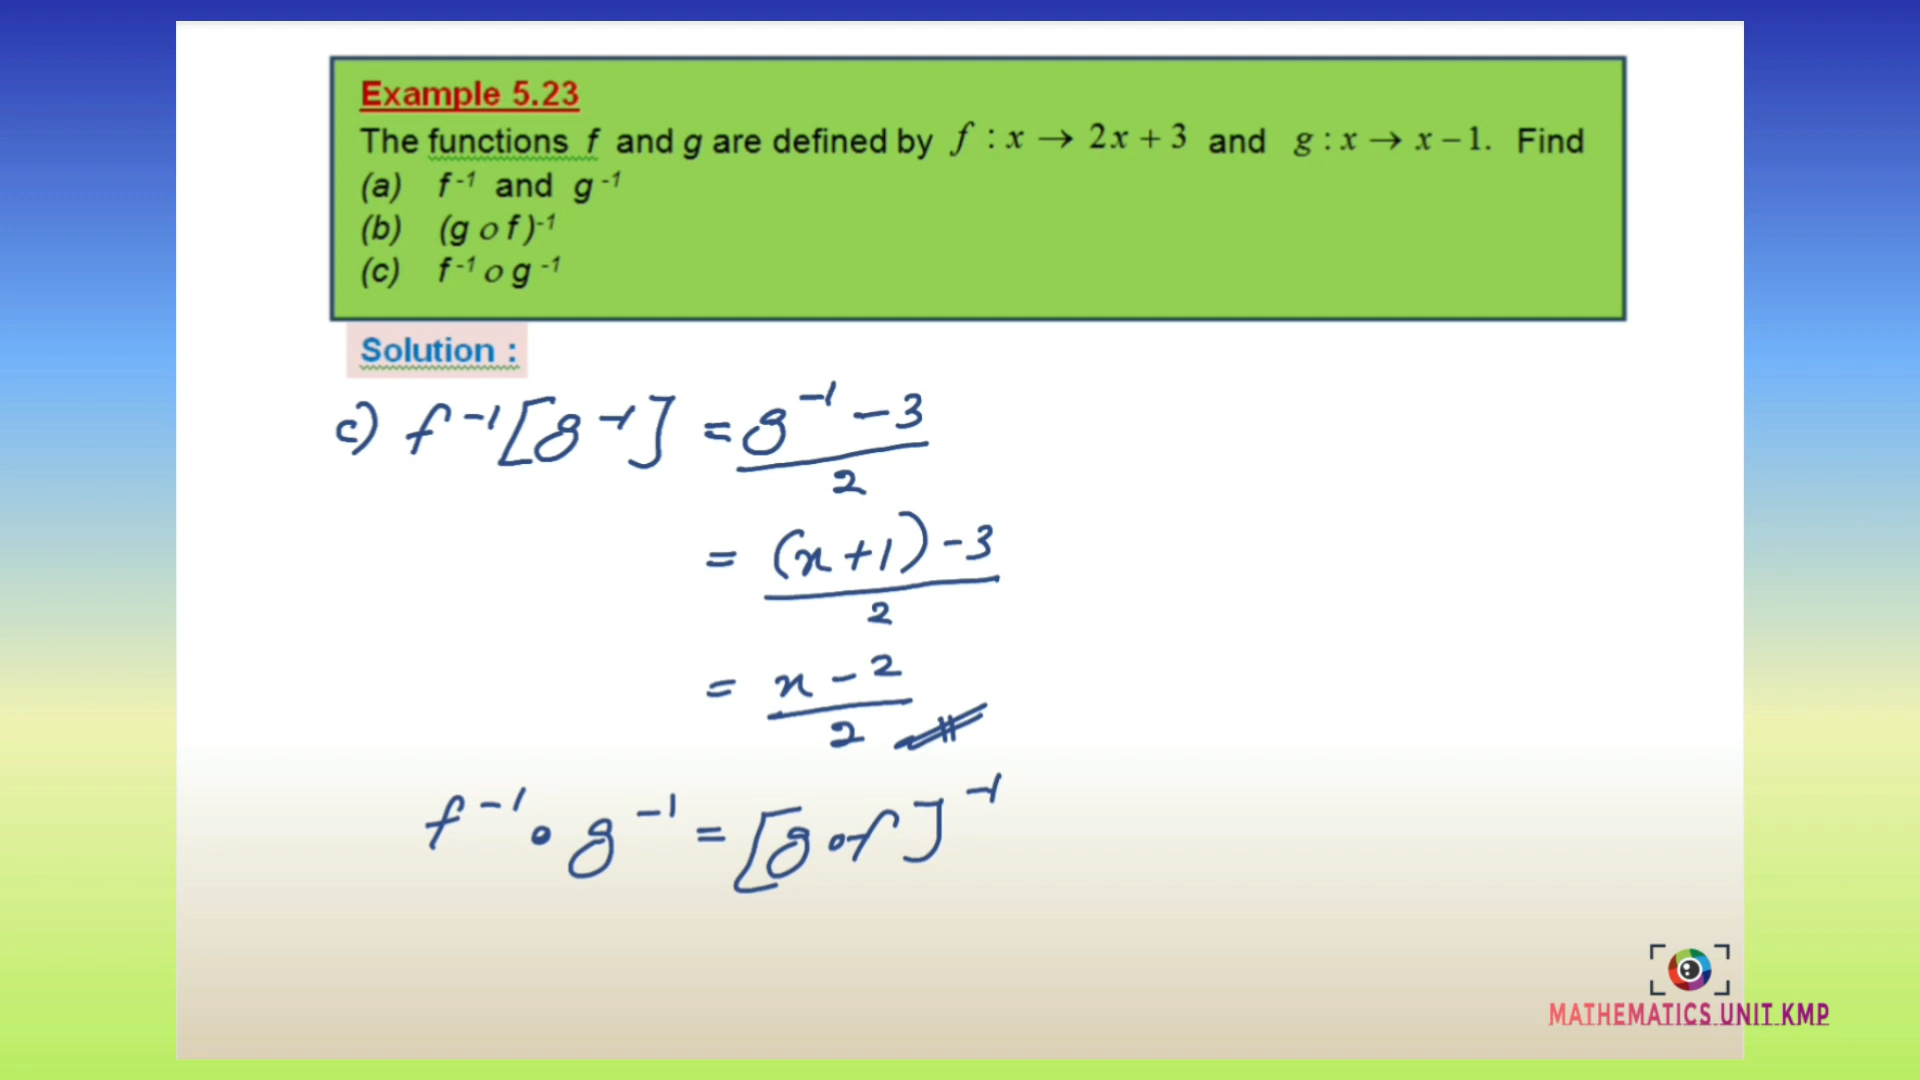 Example 5.23
The functions f and g are defined by f : x → 2x + 3 and g : x → x − 1. Find
(a) f⁻¹ and g⁻¹
(b) (g o f)⁻¹
(c) f⁻¹ o g⁻¹
Solution :
c) f⁻¹[g⁻¹] = (g⁻¹ − 3)/2
= ((x+1) − 3)/2
= (x − 2)/2
f⁻¹ ∘ g⁻¹ = [g o f]⁻¹
MATHEMATICS UNIT KMP